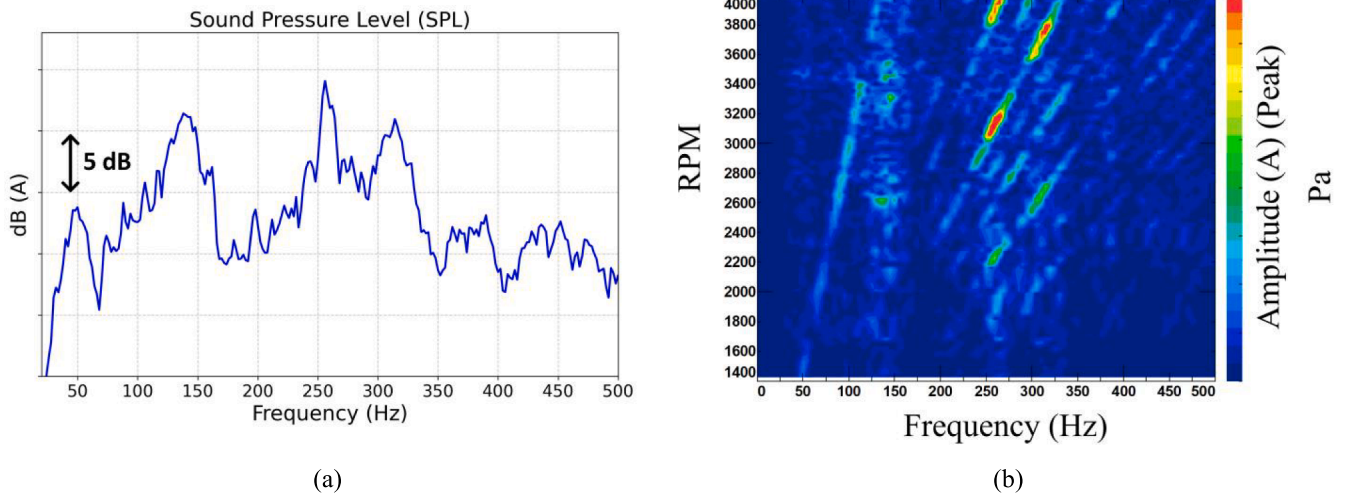 Sound Pressure Level (SPL)
dB (A)
5 dB
50 100 150 200 250 300 350 400 450 500
Frequency (Hz)
(a)
RPM
4000
3800
3600
3400
3200
3000
2800
2600
2400
2200
2000
1800
1600
1400
0 50 100 150 200 250 300 350 400 450 500
Frequency (Hz)
Amplitude (A) (Peak)
Pa
(b)